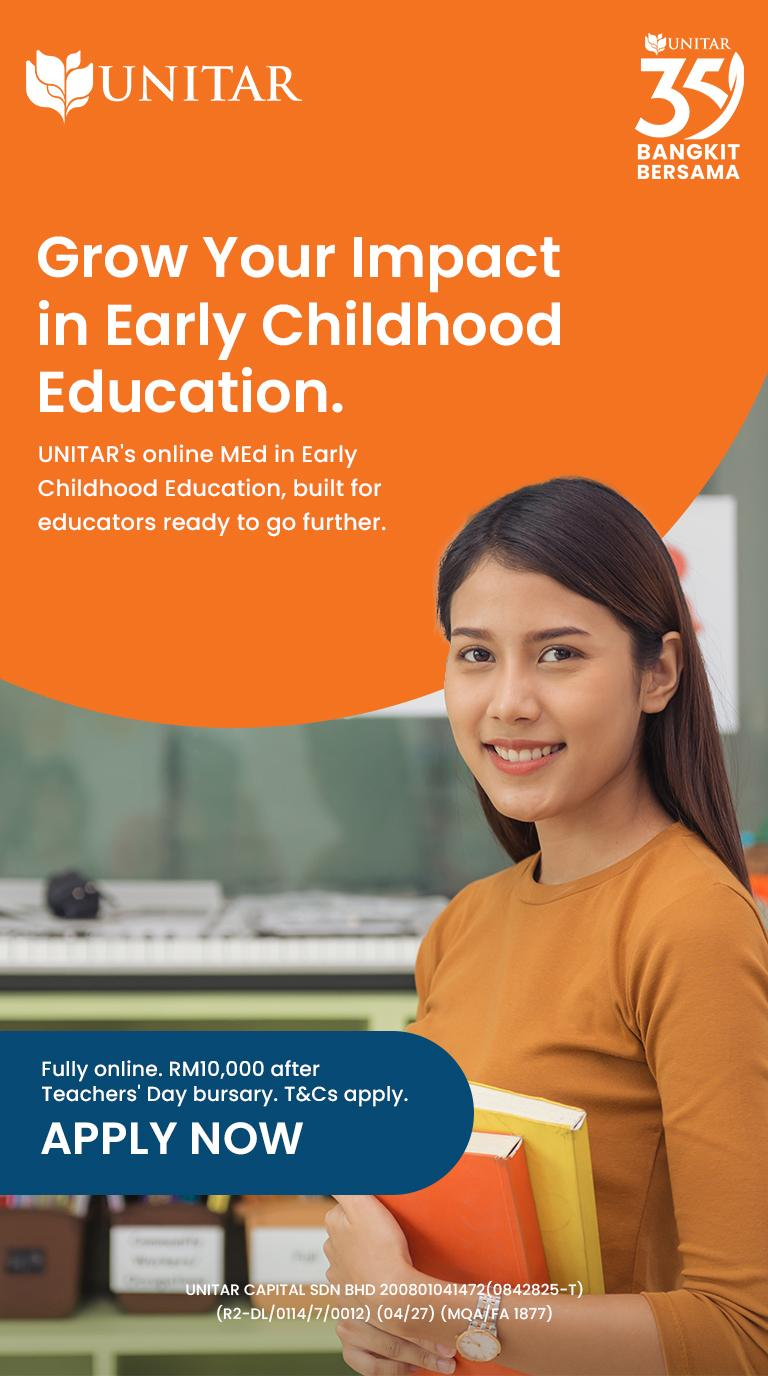 UNITAR
UNITAR
35
BANGKIT
BERSAMA
Grow Your Impact
in Early Childhood
Education.
UNITAR's online MEd in Early
Childhood Education, built for
educators ready to go further.
Fully online. RM10,000 after
Teachers' Day bursary. T&Cs apply.
APPLY NOW
Community
Workers/
UNITAR CAPITAL SDN BHD 200801041472(0842825-T)
(R2-DL/0114/7/0012) (04/27) (MQA/FA 1877)